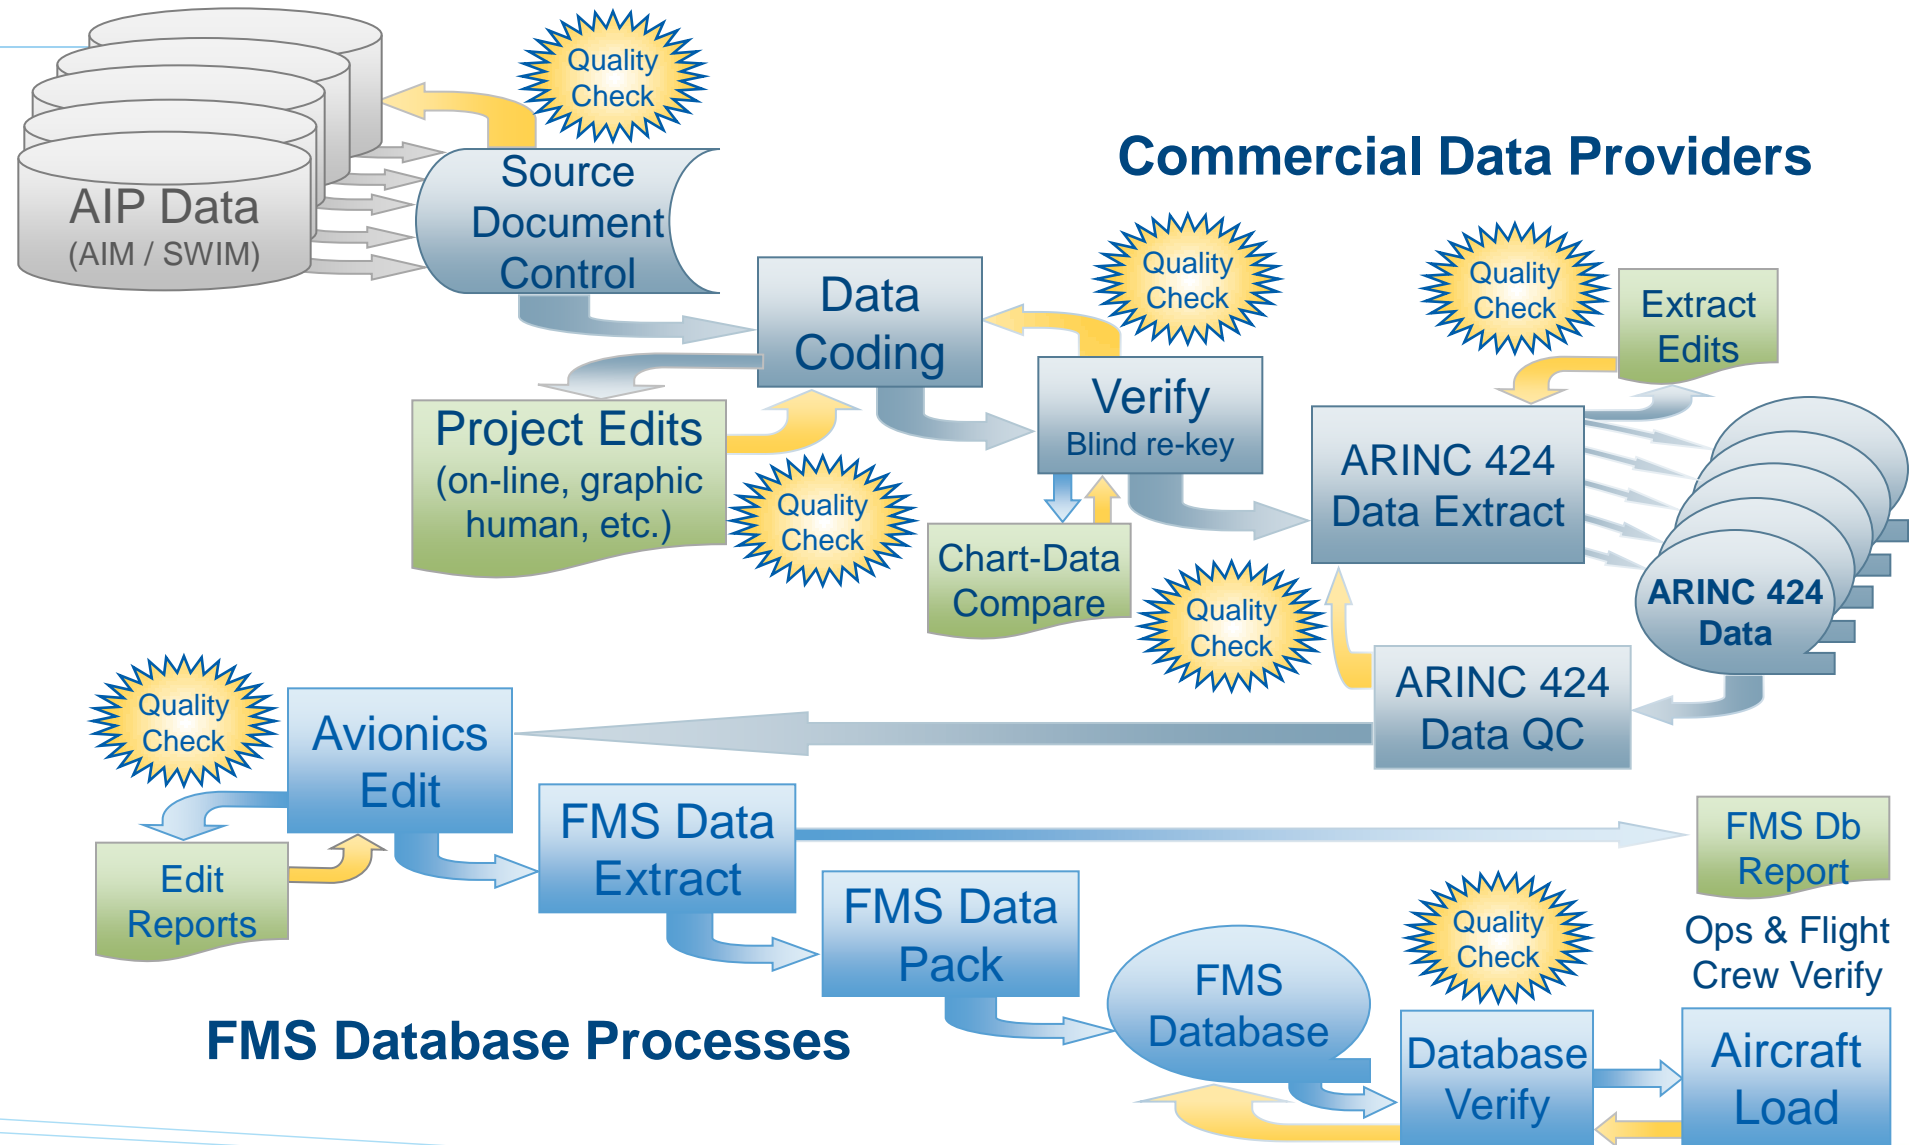 Quality
Check
Commercial Data Providers
AIP Data
(AIM / SWIM)
Source
Document
Control
Quality
Check
Quality
Check
Extract
Edits
Data
Coding
Verify
Blind re-key
Project Edits
(on-line, graphic
human, etc.)
Quality
Check
ARINC 424
Data Extract
Chart-Data
Compare
Quality
Check
ARINC 424
Data
ARINC 424
Data QC
Quality
Check
Avionics
Edit
Edit
Reports
FMS Data
Extract
FMS Db
Report
FMS Data
Pack
Quality
Check
Ops & Flight
Crew Verify
FMS
Database
FMS Database Processes
Database
Verify
Aircraft
Load